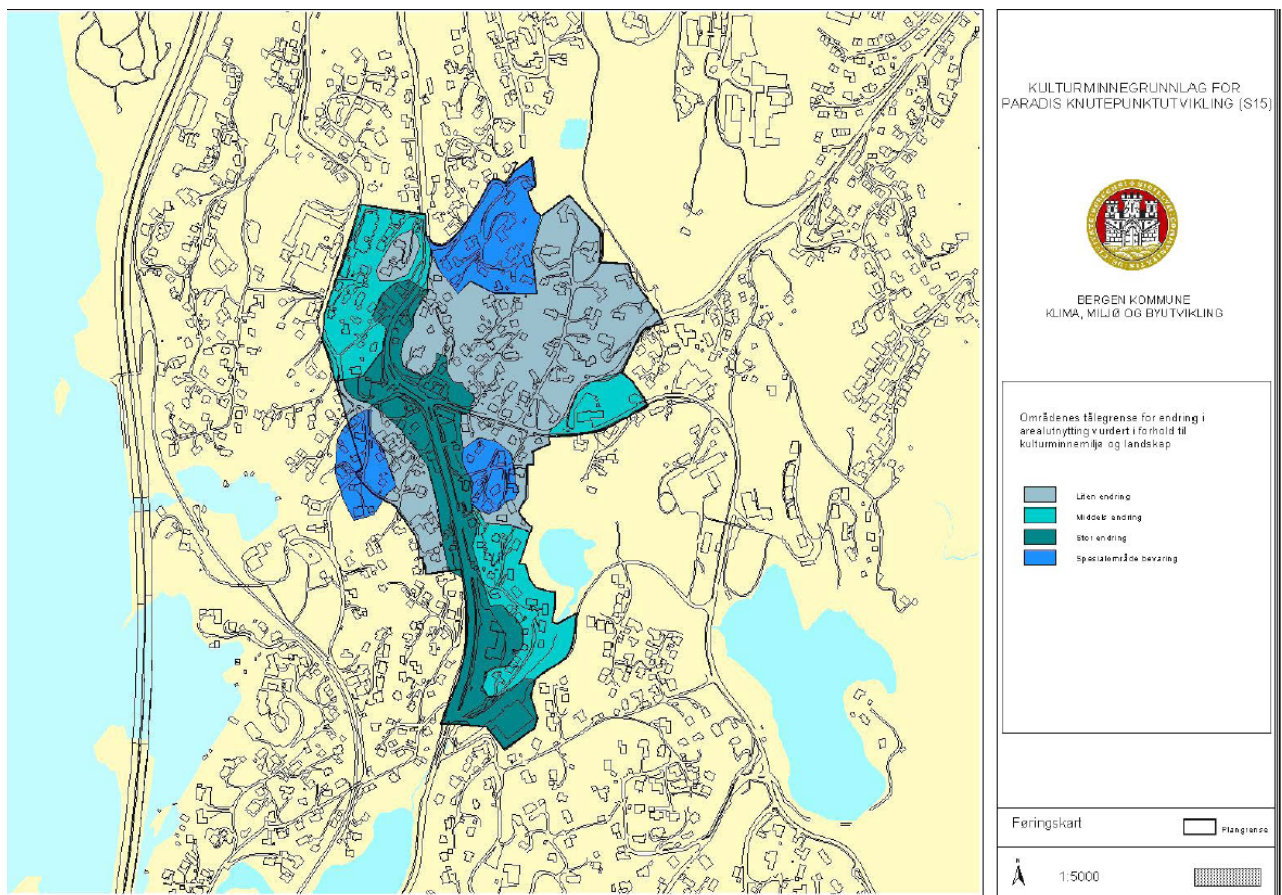 KULTURMINNEGRUNNLAG FOR
PARADIS KNUTEPUNKTUTVIKLING (S15)
BERGEN KOMMUNE
KLIMA, MILJØ OG BYUTVIKLING
Områdenes tålegrense for endring i
arealutnytting vurdert i forhold til
kulturminnemiljø og landskap
Liten endring
Middels endring
Stor endring
Spesialområde bevaring
Føringskart
Plangrense
N
1:5000